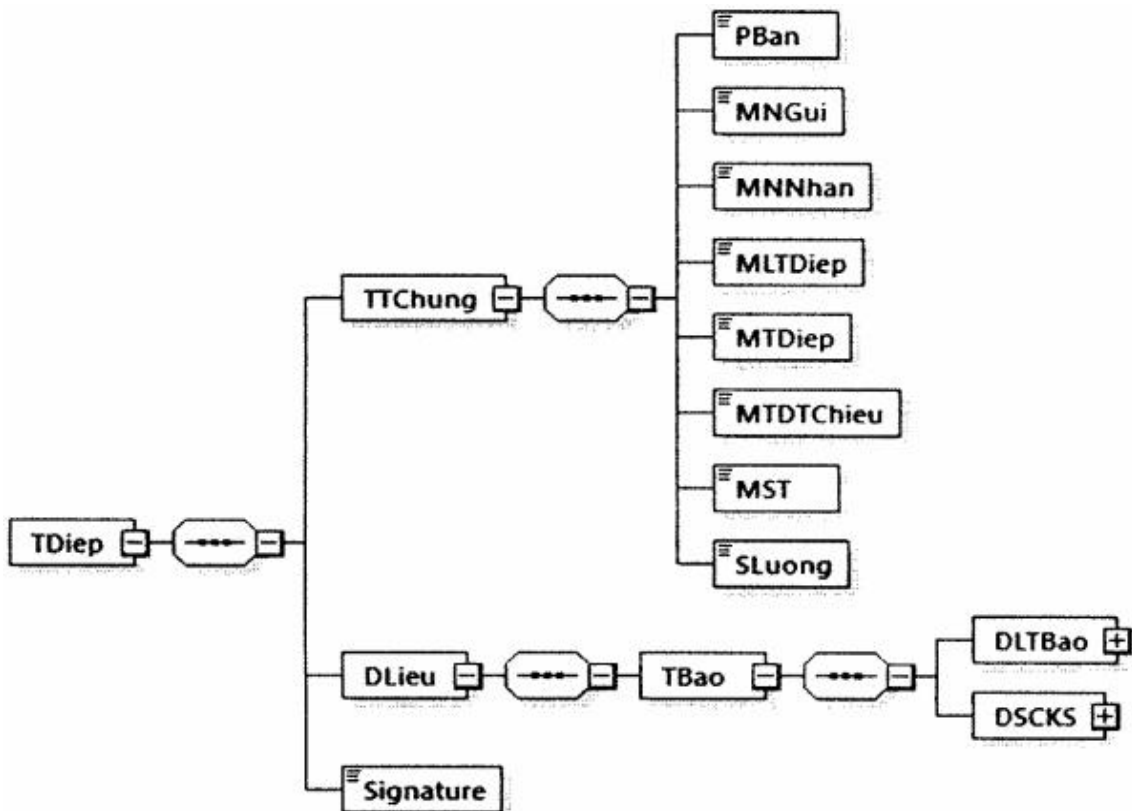 PBan
MNGui
MNNhan
MLTDiep
TTChung
MTDiep
MTDTChieu
MST
TDiep
SLuong
DLTBao
DLieu
TBao
DSCKS
Signature